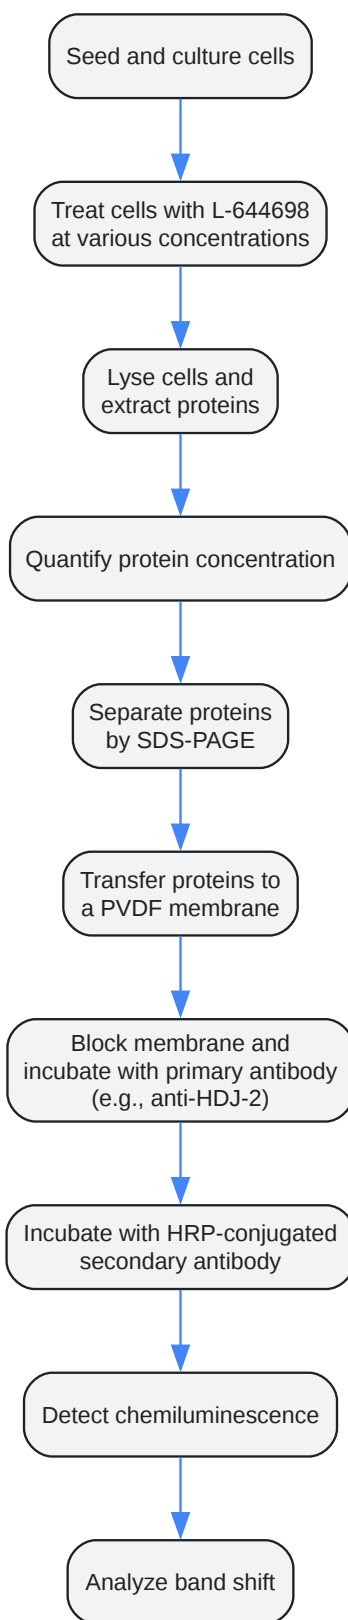 Seed and culture cells
Treat cells with L-644698
at various concentrations
Lyse cells and
extract proteins
Quantify protein concentration
Separate proteins
by SDS-PAGE
Transfer proteins to
a PVDF membrane
Block membrane and
incubate with primary antibody
(e.g., anti-HDJ-2)
Incubate with HRP-conjugated
secondary antibody
Detect chemiluminescence
Analyze band shift